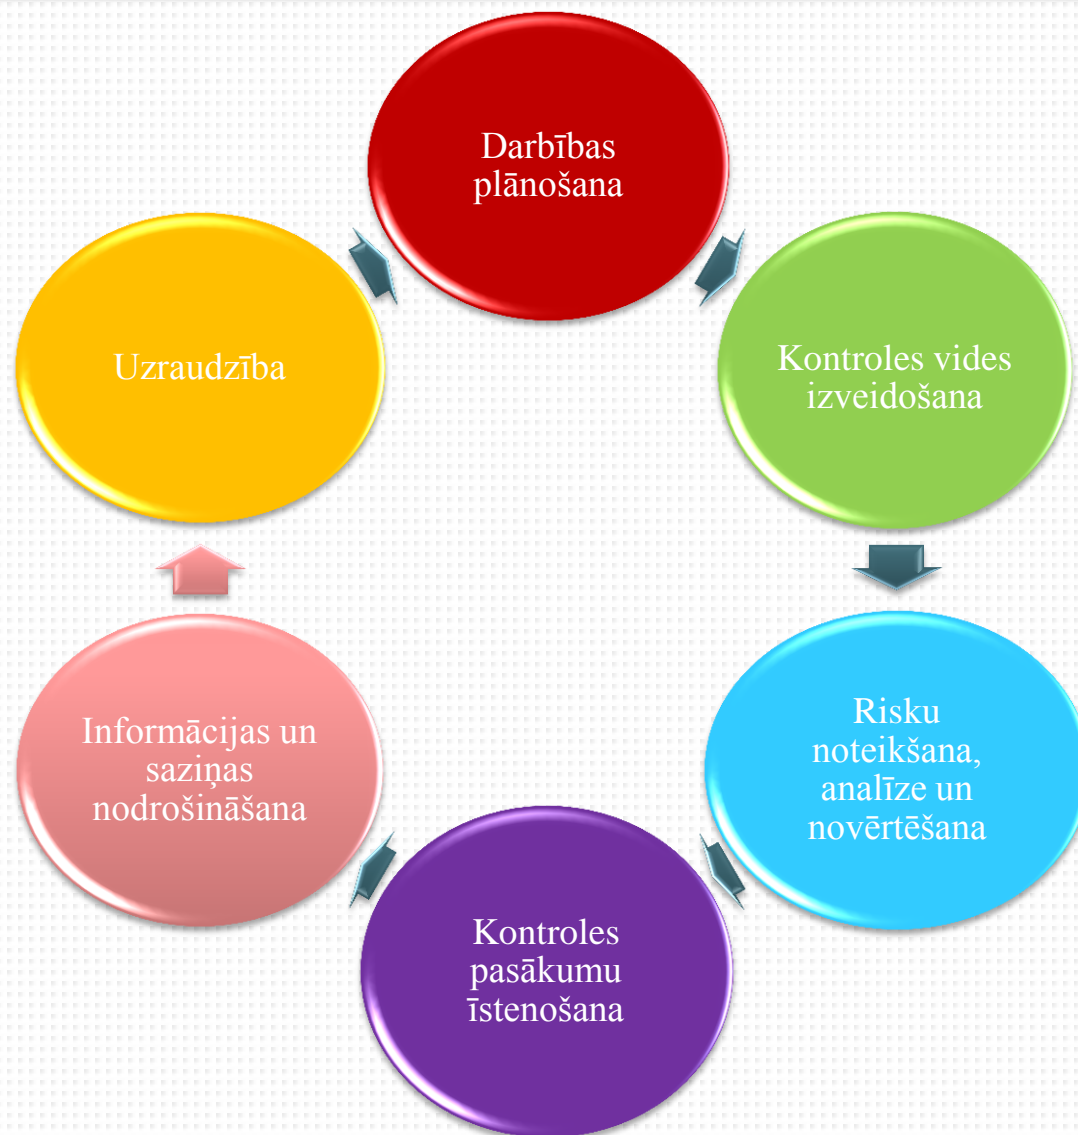 Darbības
plānošana
Kontroles vides
izveidošana
Risku
noteikšana,
analīze un
novērtēšana
Kontroles
pasākumu
īstenošana
Informācijas un
saziņas
nodrošināšana
Uzraudzība